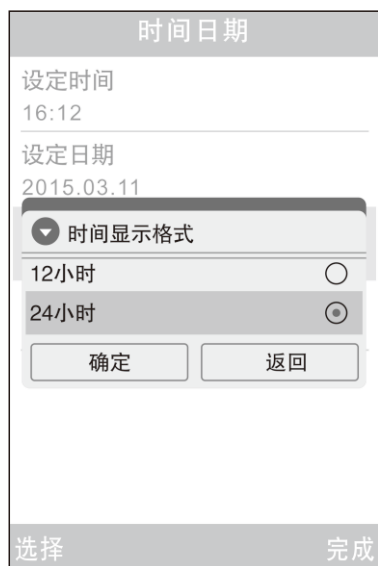 时间日期
设定时间
16:12
设定日期
2015.03.11
时间显示格式
12小时
24小时
确定 返回
选择 完成